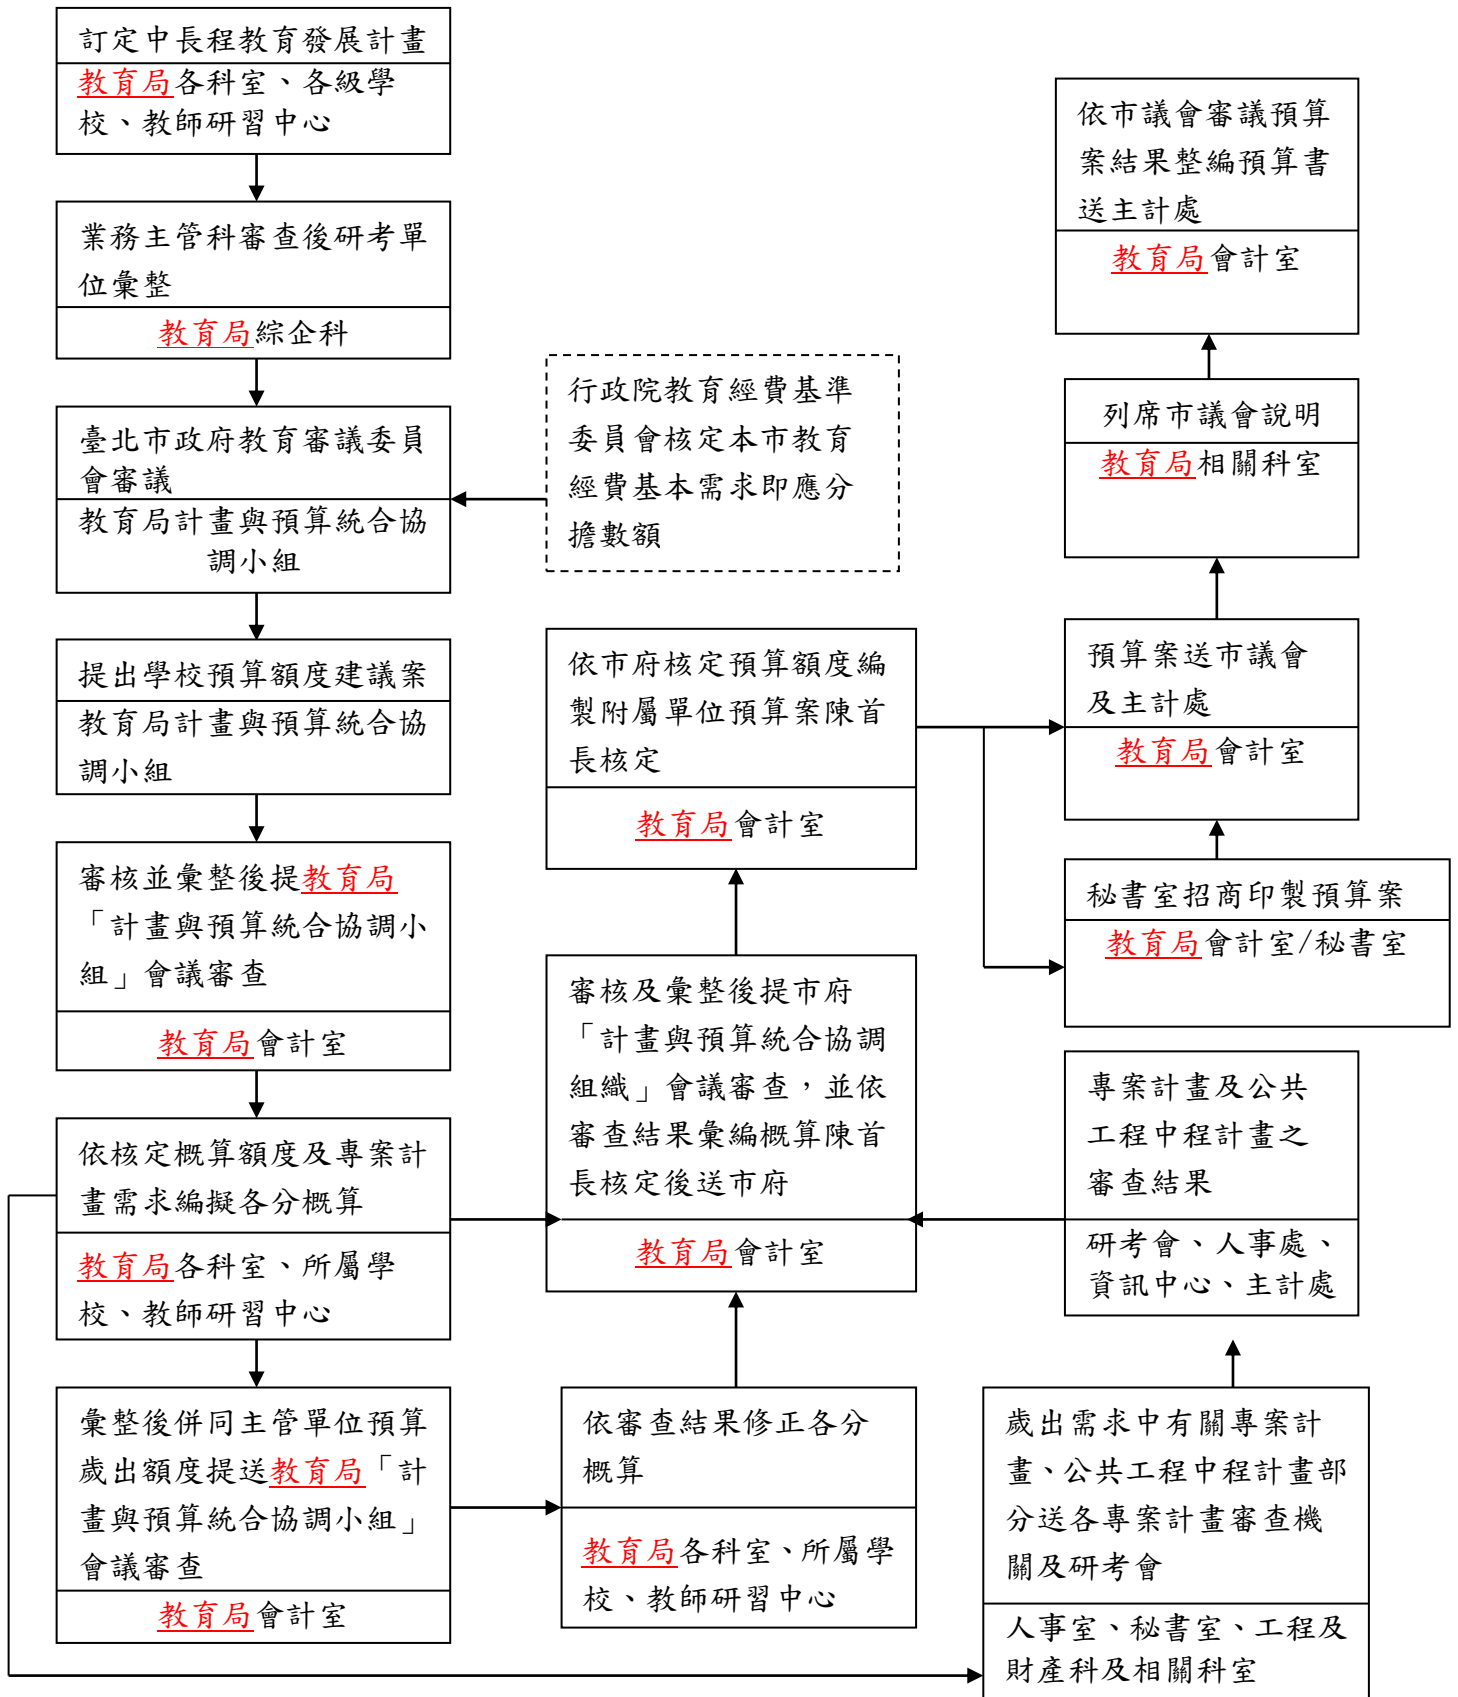 訂定中長程教育發展計畫
教育局各科室、各級學
校、教師研習中心
業務主管科審查後研考單
位彙整
教育局綜企科
臺北市政府教育審議委員
會審議
教育局計畫與預算統合協
調小組
行政院教育經費基準
委員會核定本市教育
經費基本需求即應分
擔數額
提出學校預算額度建議案
教育局計畫與預算統合協
調小組
審核並彙整後提教育局
「計畫與預算統合協調小
組」會議審查
教育局會計室
依核定概算額度及專案計
畫需求編擬各分概算
教育局各科室、所屬學
校、教師研習中心
彙整後併同主管單位預算
歲出額度提送教育局「計
畫與預算統合協調小組」
會議審查
教育局會計室
依審查結果修正各分
概算
教育局各科室、所屬學
校、教師研習中心
審核及彙整後提市府
「計畫與預算統合協調
組織」會議審查，並依
審查結果彙編概算陳首
長核定後送市府
教育局會計室
依市府核定預算額度編
製附屬單位預算案陳首
長核定
教育局會計室
依市議會審議預算
案結果整編預算書
送主計處
教育局會計室
列席市議會說明
教育局相關科室
預算案送市議會
及主計處
教育局會計室
秘書室招商印製預算案
教育局會計室/秘書室
專案計畫及公共
工程中程計畫之
審查結果
研考會、人事處、
資訊中心、主計處
歲出需求中有關專案計
畫、公共工程中程計畫部
分送各專案計畫審查機
關及研考會
人事室、秘書室、工程及
財產科及相關科室